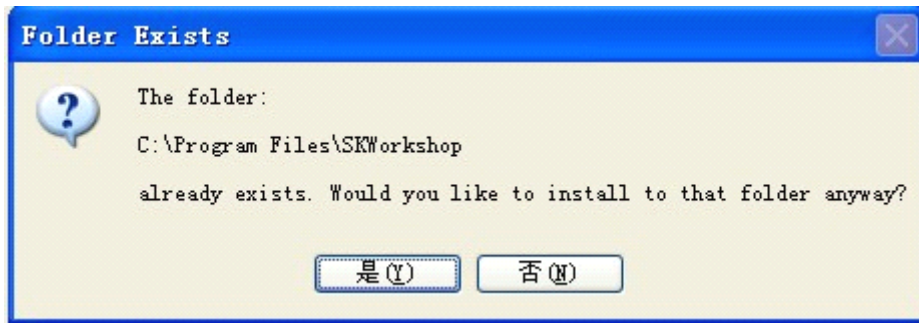 Folder Exists
The folder:
C:\Program Files\SKWorkshop
already exists. Would you like to install to that folder anyway?
是(Y) 否(N)